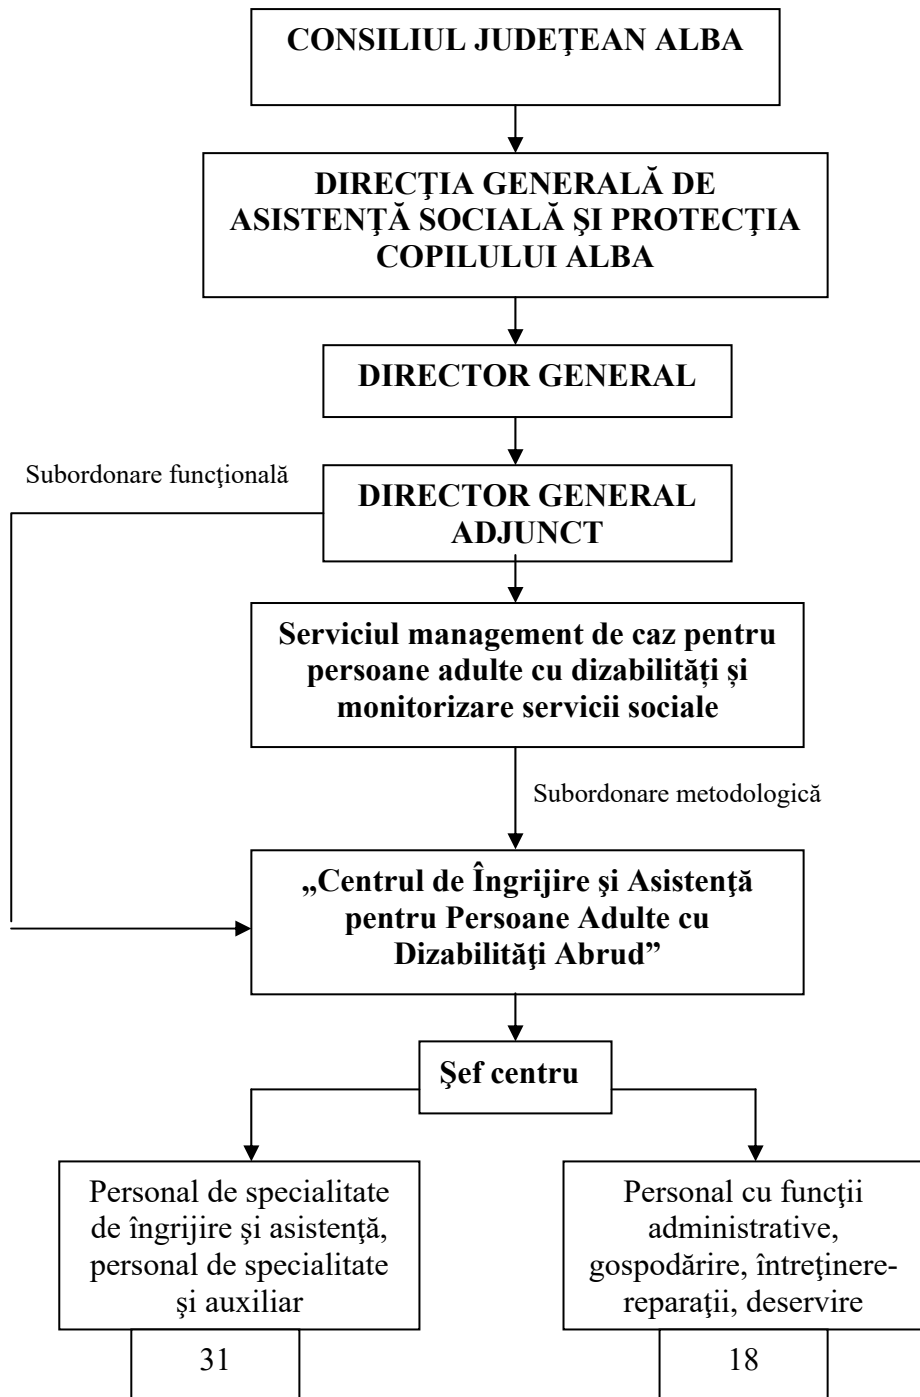 CONSILIUL JUDEŢEAN ALBA
DIRECŢIA GENERALĂ DE
ASISTENŢĂ SOCIALĂ ŞI PROTECŢIA
COPILULUI ALBA
DIRECTOR GENERAL
Subordonare funcţională
DIRECTOR GENERAL
ADJUNCT
Serviciul management de caz pentru
persoane adulte cu dizabilități și
monitorizare servicii sociale
Subordonare metodologică
„Centrul de Îngrijire şi Asistenţă
pentru Persoane Adulte cu
Dizabilităţi Abrud”
Şef centru
Personal de specialitate
de îngrijire şi asistenţă,
personal de specialitate
şi auxiliar
31
Personal cu funcţii
administrative,
gospodărire, întreţinere-
reparaţii, deservire
18